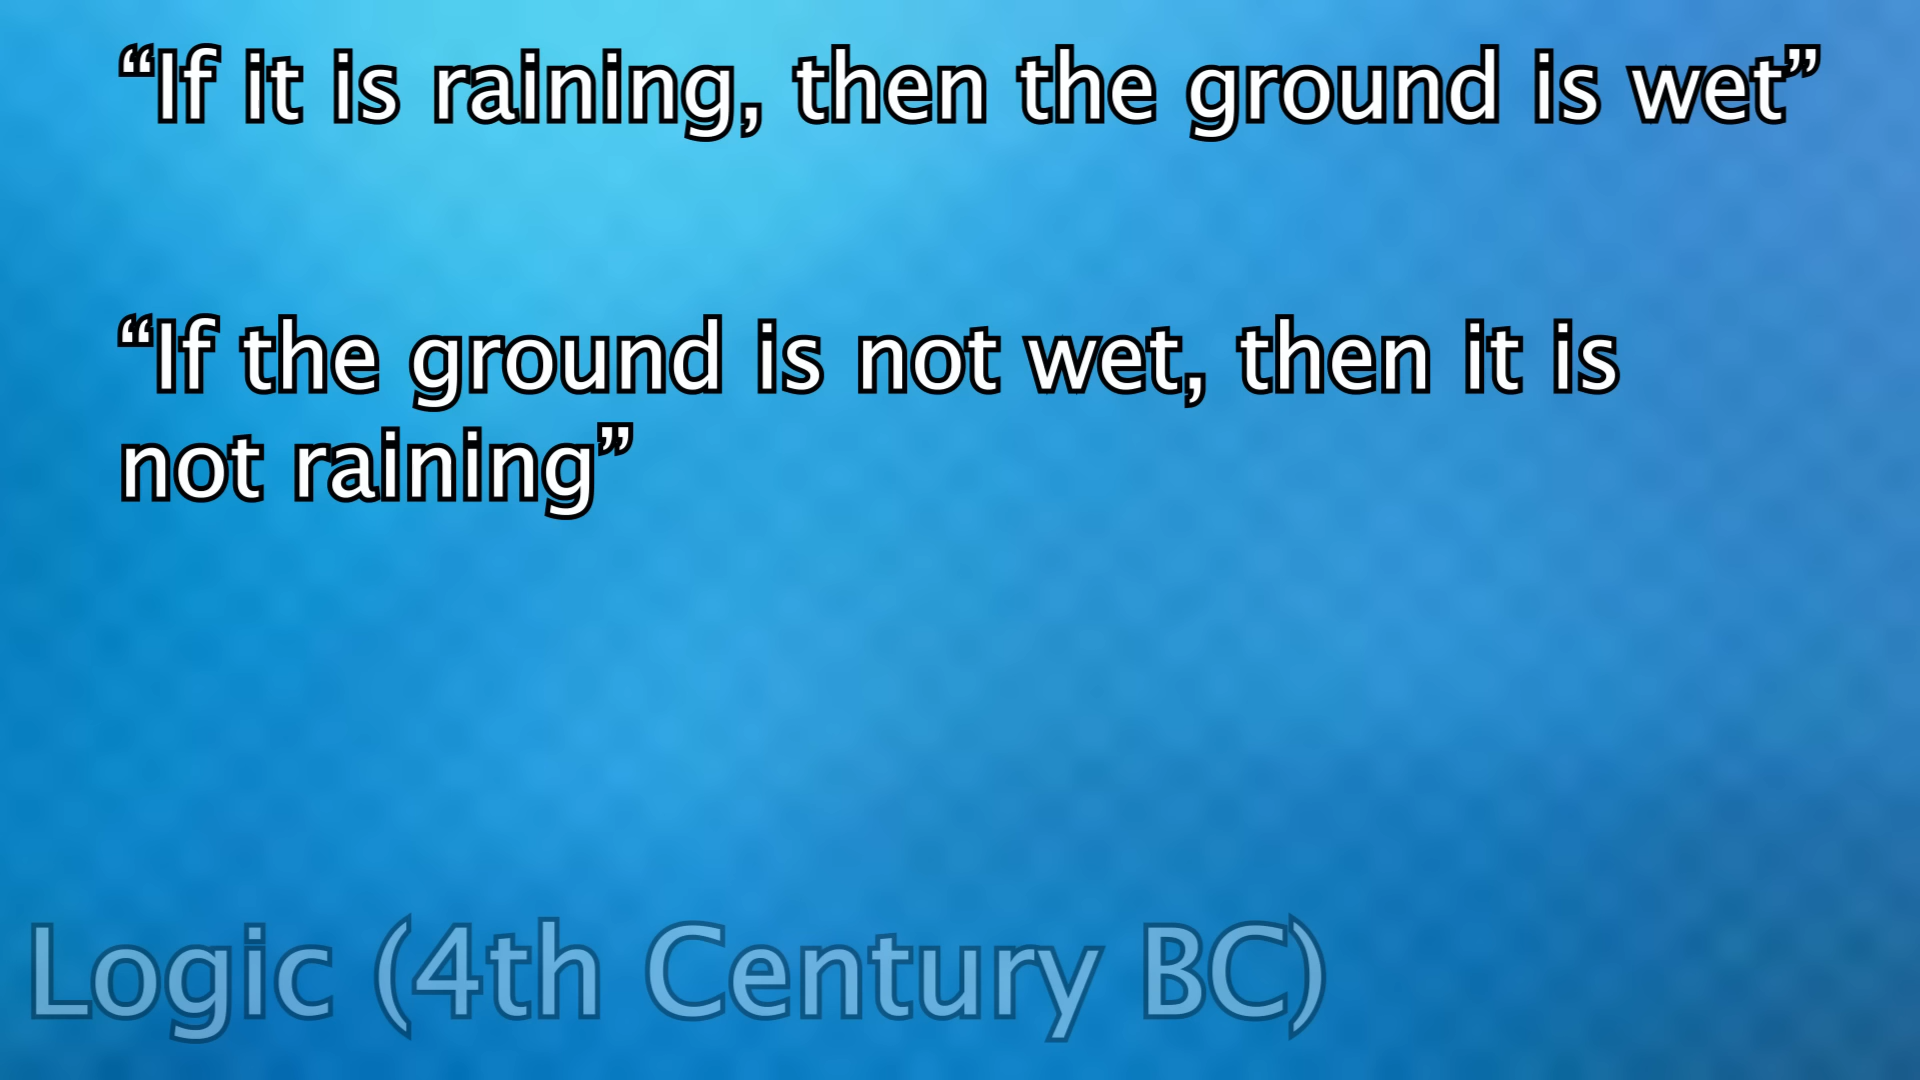 “If it is raining, then the ground is wet”
“If the ground is not wet, then it is
not raining”
Logic (4th Century BC)